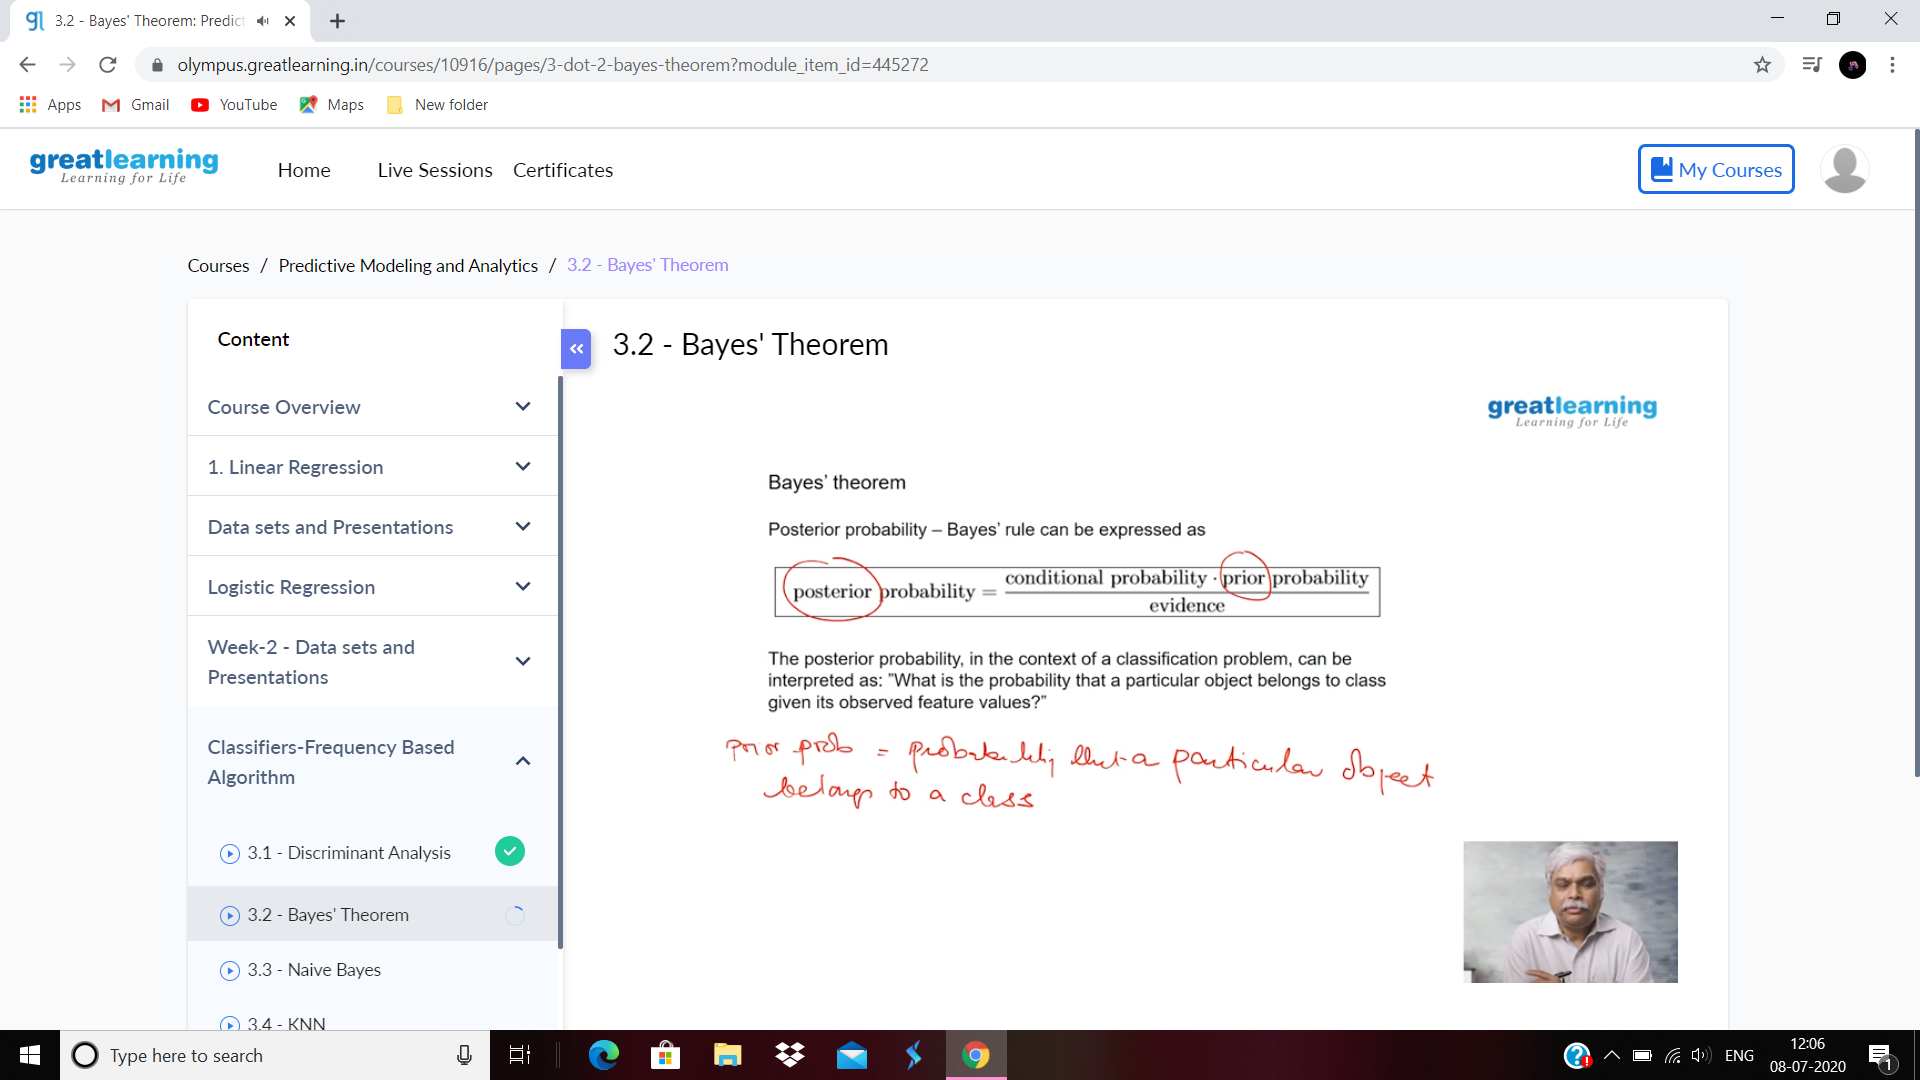 3.2 - Bayes' Theorem: Predict
olympus.greatlearning.in/courses/10916/pages/3-dot-2-bayes-theorem?module_item_id=445272
Apps Gmail YouTube Maps New folder
greatlearning
Learning for Life
Home Live Sessions Certificates
My Courses
Courses / Predictive Modeling and Analytics / 3.2 - Bayes' Theorem
Content
Course Overview
1. Linear Regression
Data sets and Presentations
Logistic Regression
Week-2 - Data sets and
Presentations
Classifiers-Frequency Based
Algorithm
3.1 - Discriminant Analysis
3.2 - Bayes' Theorem
3.3 - Naive Bayes
3.4 - KNN
3.2 - Bayes' Theorem
greatlearning
Learning for Life
Bayes' theorem
Posterior probability – Bayes' rule can be expressed as
posterior probability = conditional probability · prior probability
evidence
The posterior probability, in the context of a classification problem, can be
interpreted as: "What is the probability that a particular object belongs to class
given its observed feature values?"
prior prob = probability that a particular object
belongs to a class
Type here to search
ENG
12:06
08-07-2020
1